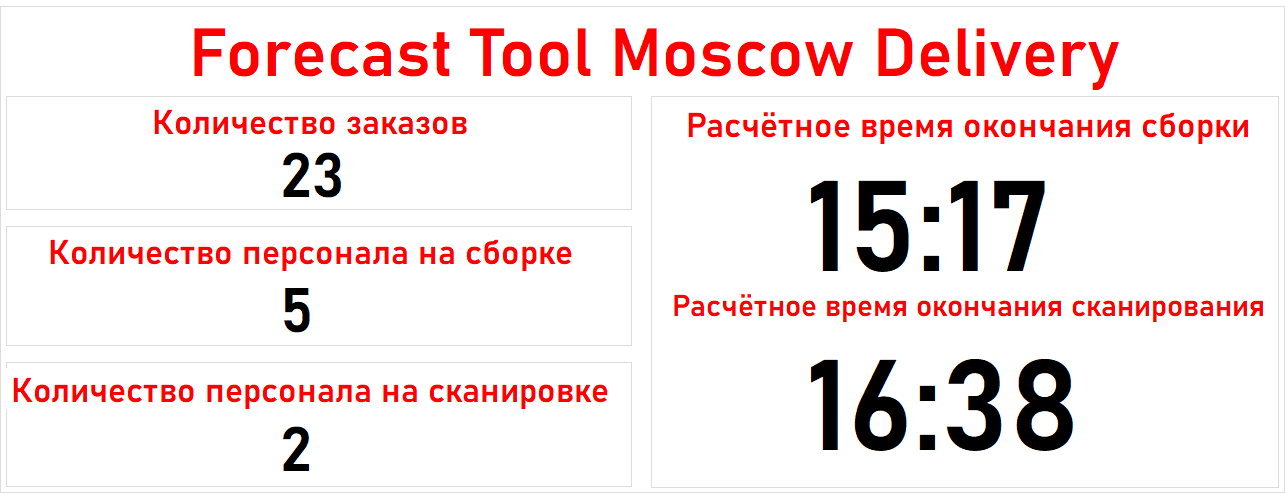 Forecast Tool Moscow Delivery
Количество заказов
23
Количество персонала на сборке
5
Количество персонала на сканировке
2
Расчётное время окончания сборки
15:17
Расчётное время окончания сканирования
16:38